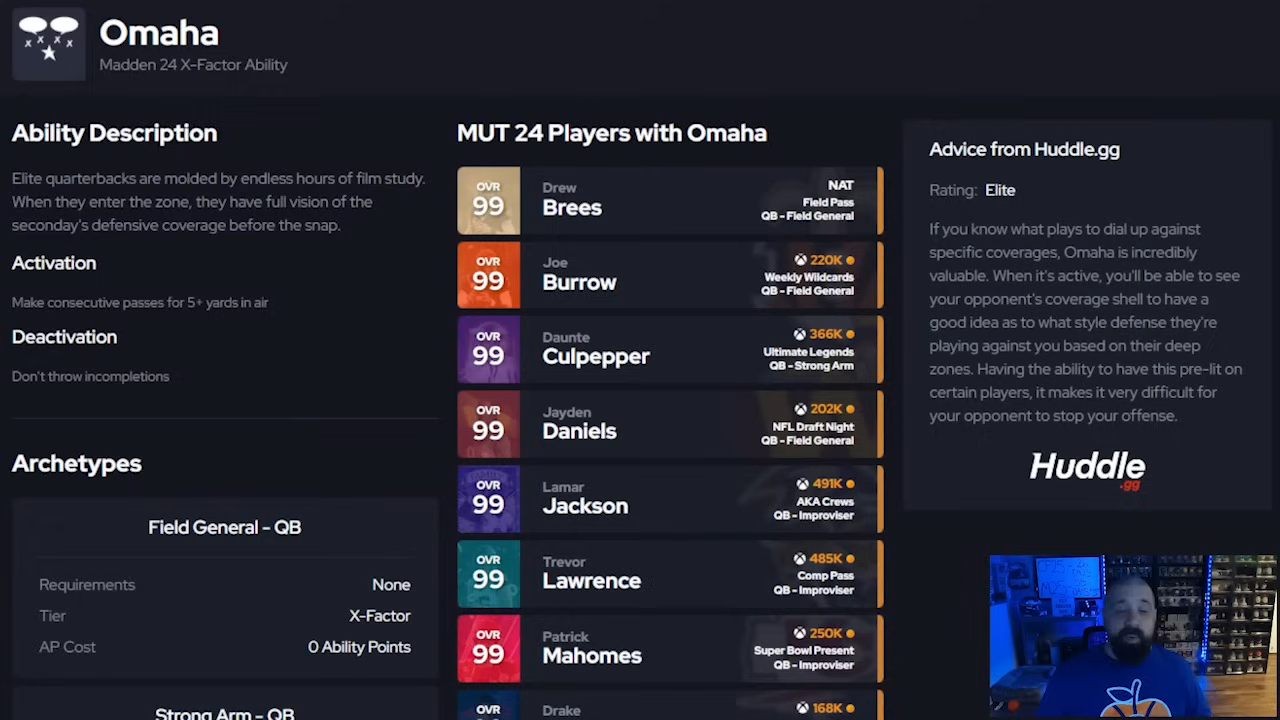 Omaha
Madden 24 X-Factor Ability
Ability Description
Elite quarterbacks are molded by endless hours of film study.
When they enter the zone, they have full vision of the
seconday's defensive coverage before the snap.
Activation
Make consecutive passes for 5+ yards in air
Deactivation
Don't throw incompletions
Archetypes
Field General - QB
Requirements None
Tier X-Factor
AP Cost 0 Ability Points
Strong Arm - QB
MUT 24 Players with Omaha
OVR
99
Drew
Brees
NAT
Field Pass
QB - Field General
OVR
99
Joe
Burrow
220K
Weekly Wildcards
QB - Field General
OVR
99
Daunte
Culpepper
366K
Ultimate Legends
QB - Strong Arm
OVR
99
Jayden
Daniels
202K
NFL Draft Night
QB - Field General
OVR
99
Lamar
Jackson
491K
AKA Crews
QB - Improviser
OVR
99
Trevor
Lawrence
485K
Comp Pass
QB - Improviser
OVR
99
Patrick
Mahomes
250K
Super Bowl Present
QB - Improviser
OVR
Drake
168K
Advice from Huddle.gg
Rating: Elite
If you know what plays to dial up against
specific coverages, Omaha is incredibly
valuable. When it's active, you'll be able to see
your opponent's coverage shell to have a
good idea as to what style defense they're
playing against you based on their deep
zones. Having the ability to have this pre-lit on
certain players, it makes it very difficult for
your opponent to stop your offense.
Huddle
.gg